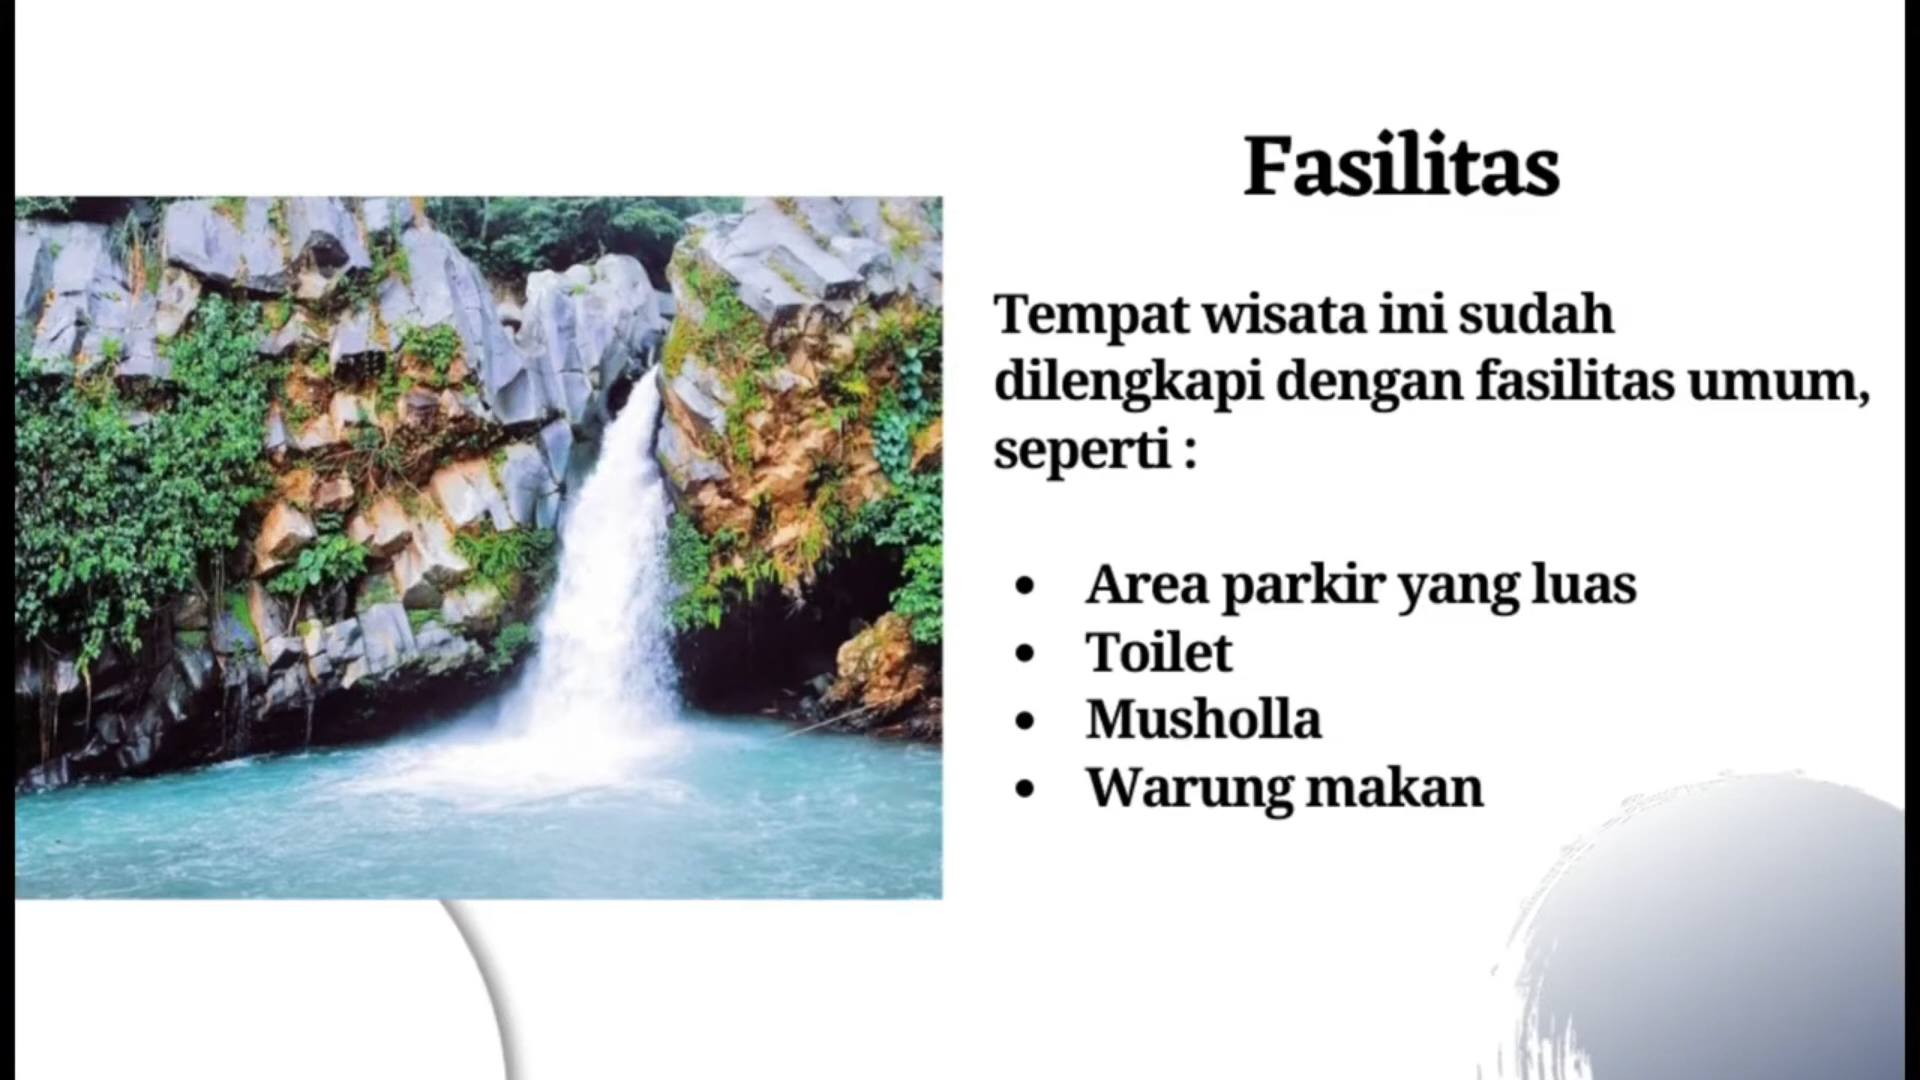 Fasilitas
Tempat wisata ini sudah
dilengkapi dengan fasilitas umum,
seperti :
• Area parkir yang luas
• Toilet
• Musholla
• Warung makan